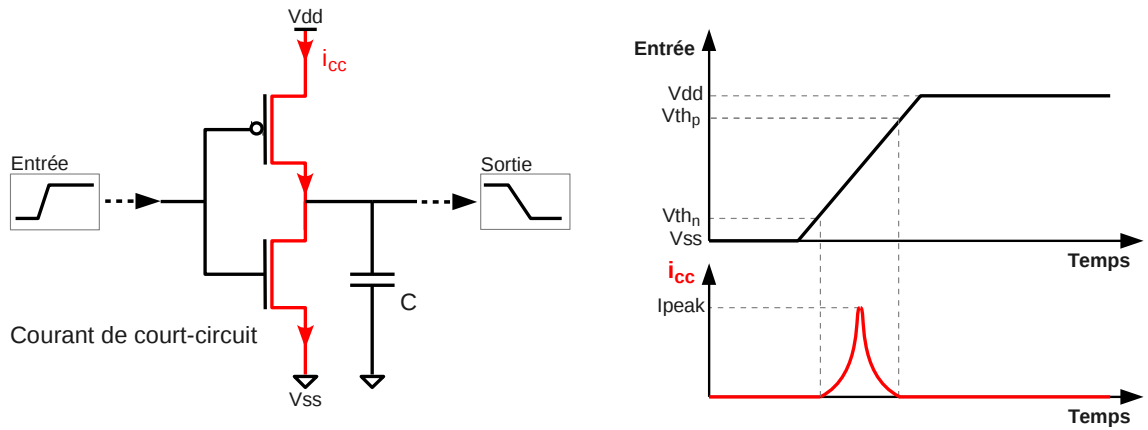 Vdd
icc
Entrée
Sortie
C
Courant de court-circuit
Vss
Entrée
Vdd
Vthp
Vthn
Vss
Temps
icc
Ipeak
Temps